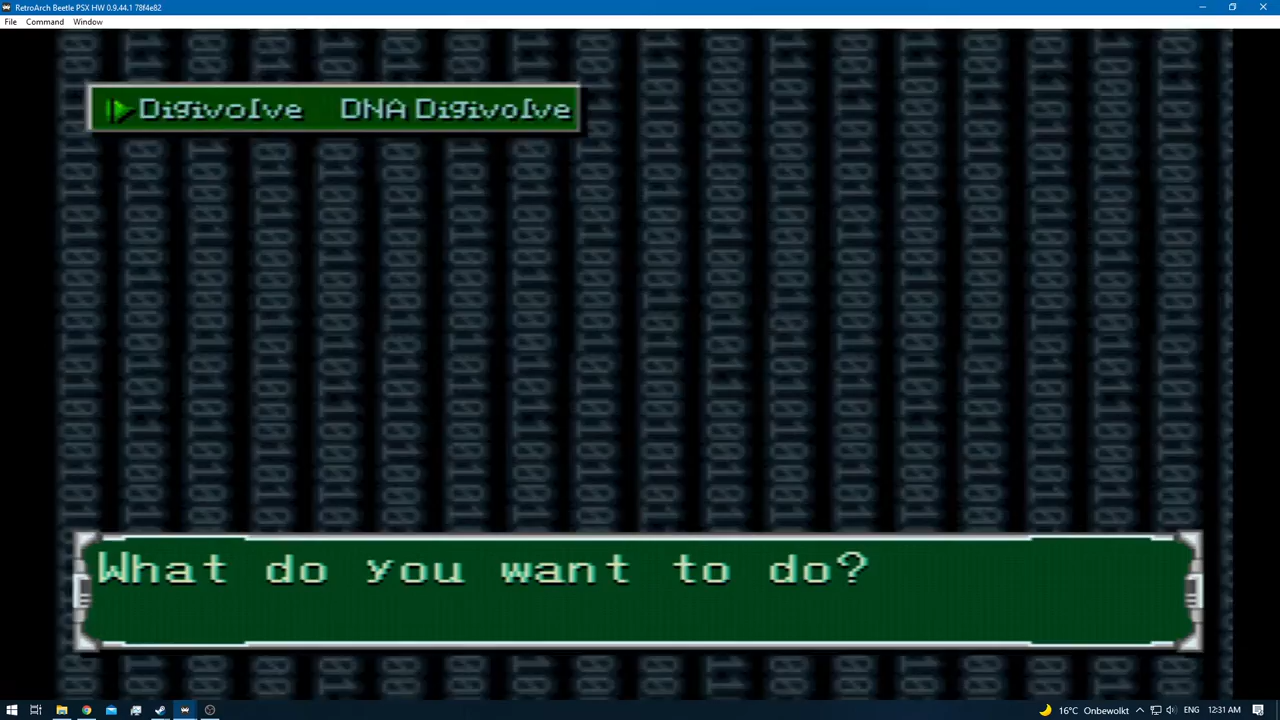 RetroArch Beetle PSX HW 0.9.44.1 78f4e82
File Command Window
Digivolve DNA Digivolve
What do you want to do?
16°C Onbewolkt 12:31 AM